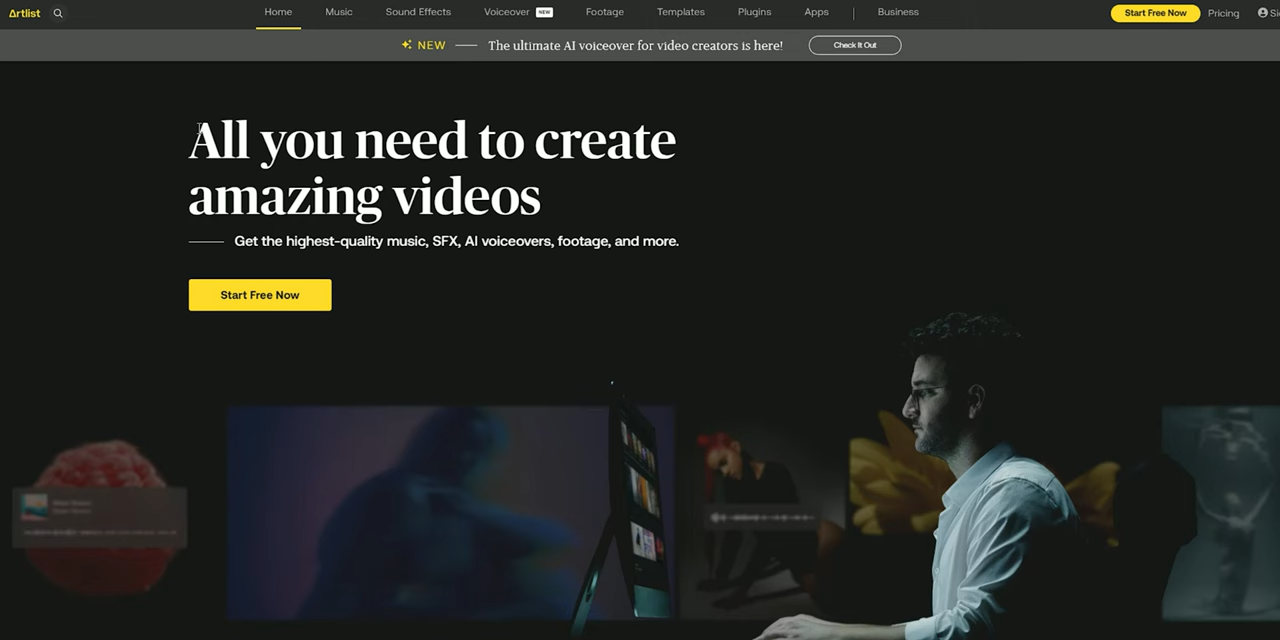 Artlist
Home Music Sound Effects Voiceover NEW Footage Templates Plugins Apps Business
Start Free Now Pricing
NEW The ultimate AI voiceover for video creators is here! Check It Out
All you need to create
amazing videos
Get the highest-quality music, SFX, AI voiceovers, footage, and more.
Start Free Now